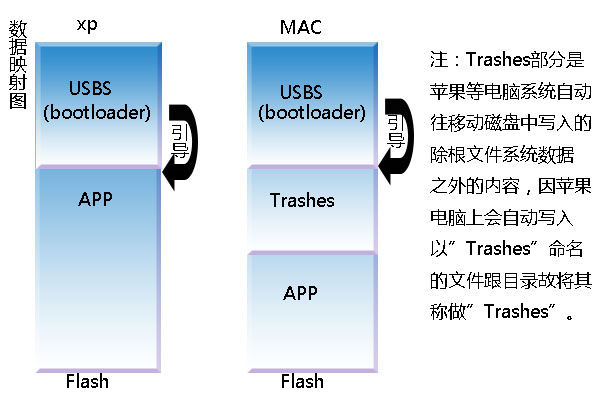 数据映射图
xp
USBS
(bootloader)
引导
APP
Flash
MAC
USBS
(bootloader)
引导
Trashes
APP
Flash
注：Trashes部分是
苹果等电脑系统自动
往移动磁盘中写入的
除根文件系统数据
之外的内容，因苹果
电脑上会自动写入
以”Trashes”命名
的文件跟目录故将其
称做”Trashes”。